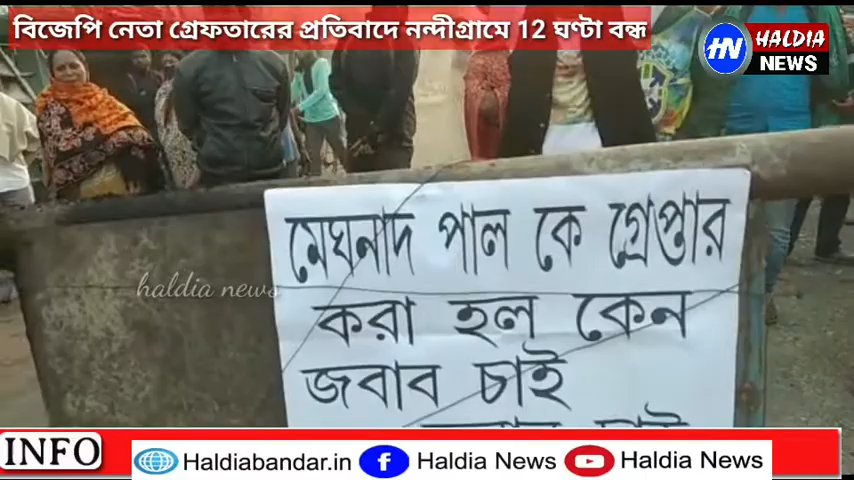 বিজেপি নেতা গ্রেফতারের প্রতিবাদে নন্দীগ্রামে 12 ঘণ্টা বন্ধ
HN HALDIA NEWS
মেঘনাদ পাল কে গ্রেপ্তার
করা হল কেন
জবাব চাই
haldia news
INFO Haldiabandar.in Haldia News Haldia News